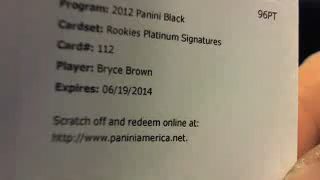 Program: 2012 Panini Black 96PT
Cardset: Rookies Platinum Signatures
Card#: 112
Player: Bryce Brown
Expires: 06/19/2014
Scratch off and redeem online at:
http://www.paniniamerica.net.